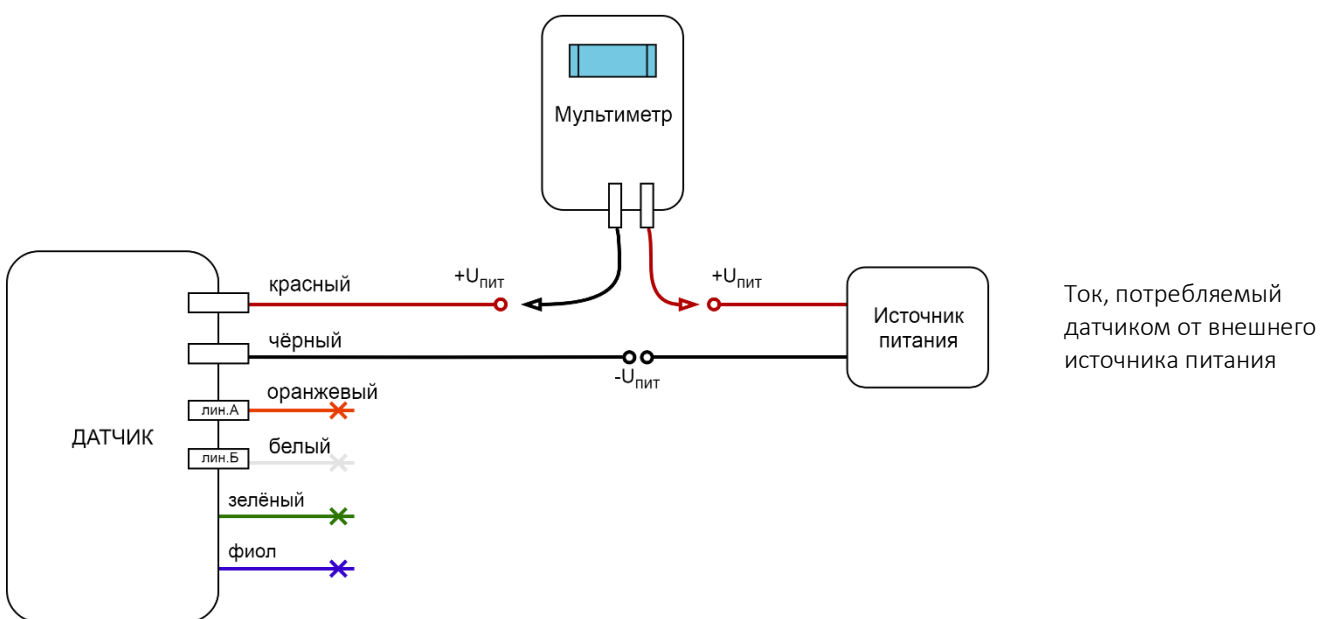 Мультиметр
красный
+Uпит
+Uпит
Источник
питания
Ток, потребляемый
датчиком от внешнего
источника питания
чёрный
-Uпит
оранжевый
лин.А
ДАТЧИК
белый
лин.Б
зелёный
фиол